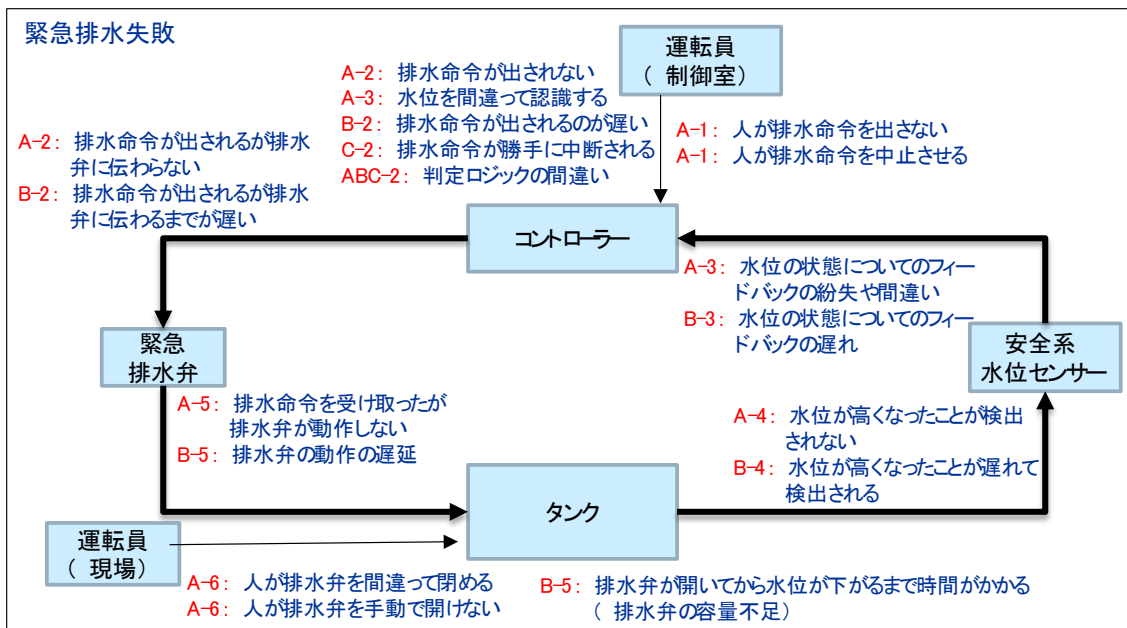 緊急排水失敗
運転員
（ 制御室）
A-2： 排水命令が出されない
A-3： 水位を間違って認識する
B-2： 排水命令が出されるのが遅い
C-2： 排水命令が勝手に中断される
ABC-2： 判定ロジックの間違い
A-1： 人が排水命令を出さない
A-1： 人が排水命令を中止させる
A-2： 排水命令が出されるが排水
弁に伝わらない
B-2： 排水命令が出されるが排水
弁に伝わるまでが遅い
コントローラー
A-3： 水位の状態についてのフィー
ドバックの紛失や間違い
B-3： 水位の状態についてのフィー
ドバックの遅れ
緊急
排水弁
安全系
水位センサー
A-5： 排水命令を受け取ったが
排水弁が動作しない
B-5： 排水弁の動作の遅延
A-4： 水位が高くなったことが検出
されない
B-4： 水位が高くなったことが遅れて
検出される
タンク
運転員
（ 現場）
A-6： 人が排水弁を間違って閉める
A-6： 人が排水弁を手動で開けない
B-5： 排水弁が開いてから水位が下がるまで時間がかかる
（ 排水弁の容量不足）